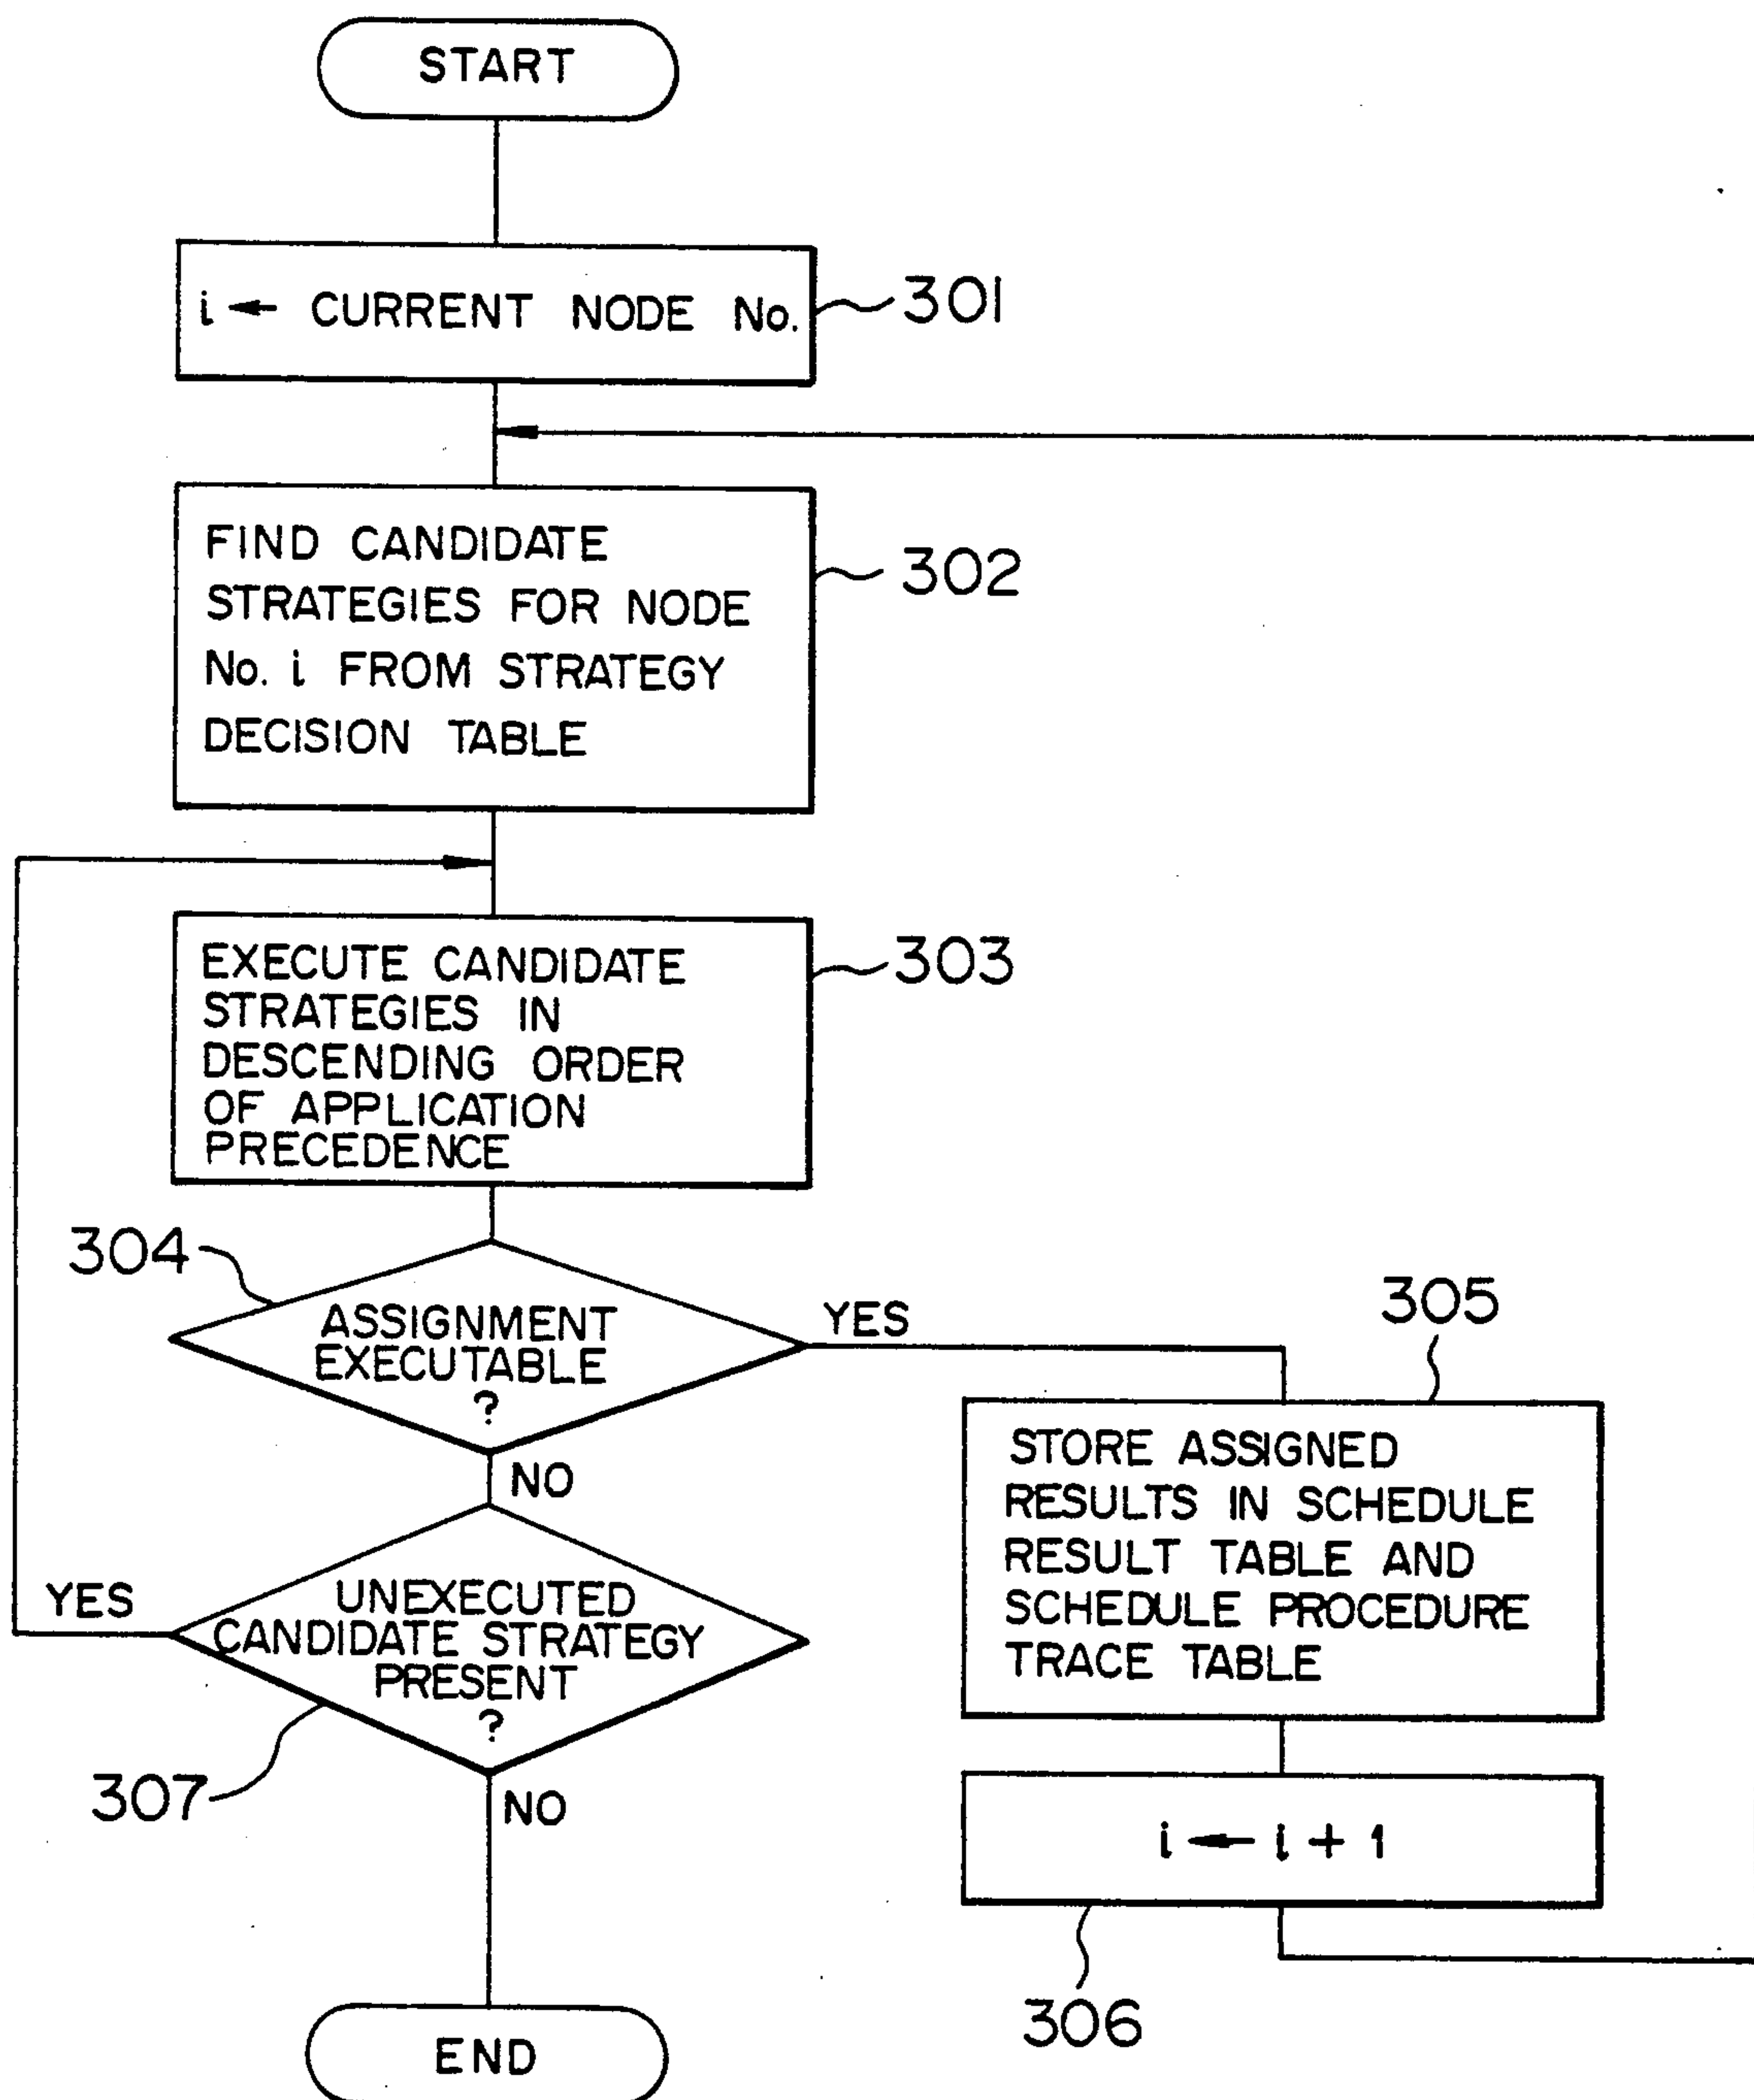 START
i ← CURRENT NODE No.
301
FIND CANDIDATE
STRATEGIES FOR NODE
No. i FROM STRATEGY
DECISION TABLE
302
EXECUTE CANDIDATE
STRATEGIES IN
DESCENDING ORDER
OF APPLICATION
PRECEDENCE
303
304
ASSIGNMENT
EXECUTABLE
?
YES
NO
305
STORE ASSIGNED
RESULTS IN SCHEDULE
RESULT TABLE AND
SCHEDULE PROCEDURE
TRACE TABLE
i ← i + 1
306
UNEXECUTED
CANDIDATE STRATEGY
PRESENT
?
YES
307
NO
END